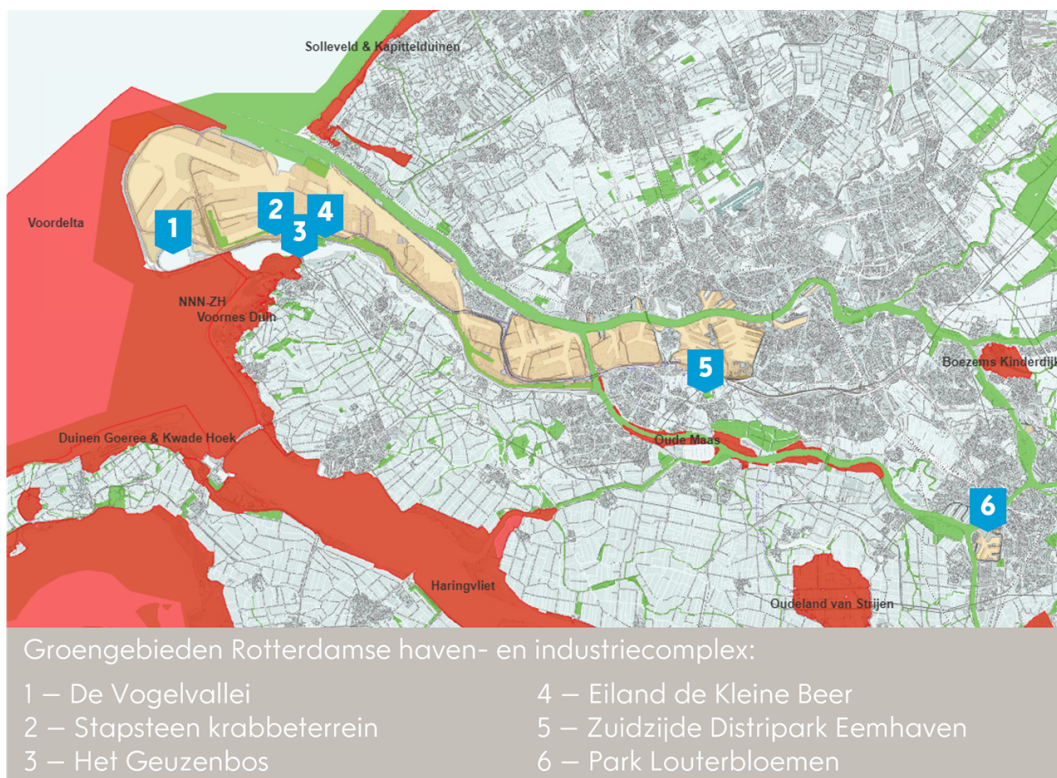 Solleveld & Kapittelduinen
Voordelta
1
2
4
3
NNN-ZH
Voornes Duin
5
Boezems Kinderdijk
Duinen Goeree & Kwade Hoek
Oude Maas
6
Haringvliet
Oudeland van Strijen
Groengebieden Rotterdamse haven- en industriecomplex:
1 – De Vogelvallei
2 – Stapsteen krabbeterrein
3 – Het Geuzenbos
4 – Eiland de Kleine Beer
5 – Zuidzijde Distripark Eemhaven
6 – Park Louterbloemen